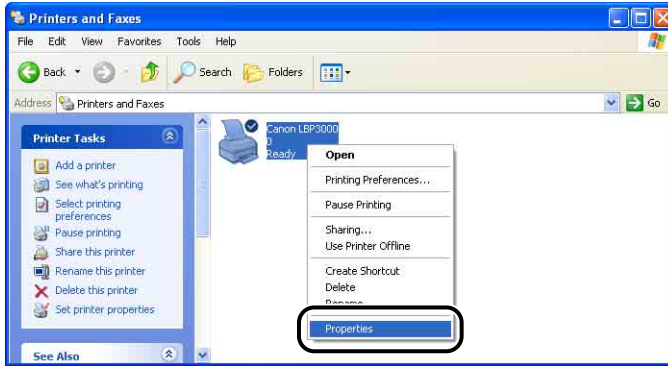 Printers and Faxes
File Edit View Favorites Tools Help
Back Search Folders
Address Printers and Faxes Go
Printer Tasks
Add a printer
See what's printing
Select printing
preferences
Pause printing
Share this printer
Rename this printer
Delete this printer
Set printer properties
See Also
Canon LBP3000
0
Ready
Open
Printing Preferences...
Pause Printing
Sharing...
Use Printer Offline
Create Shortcut
Delete
Rename
Properties